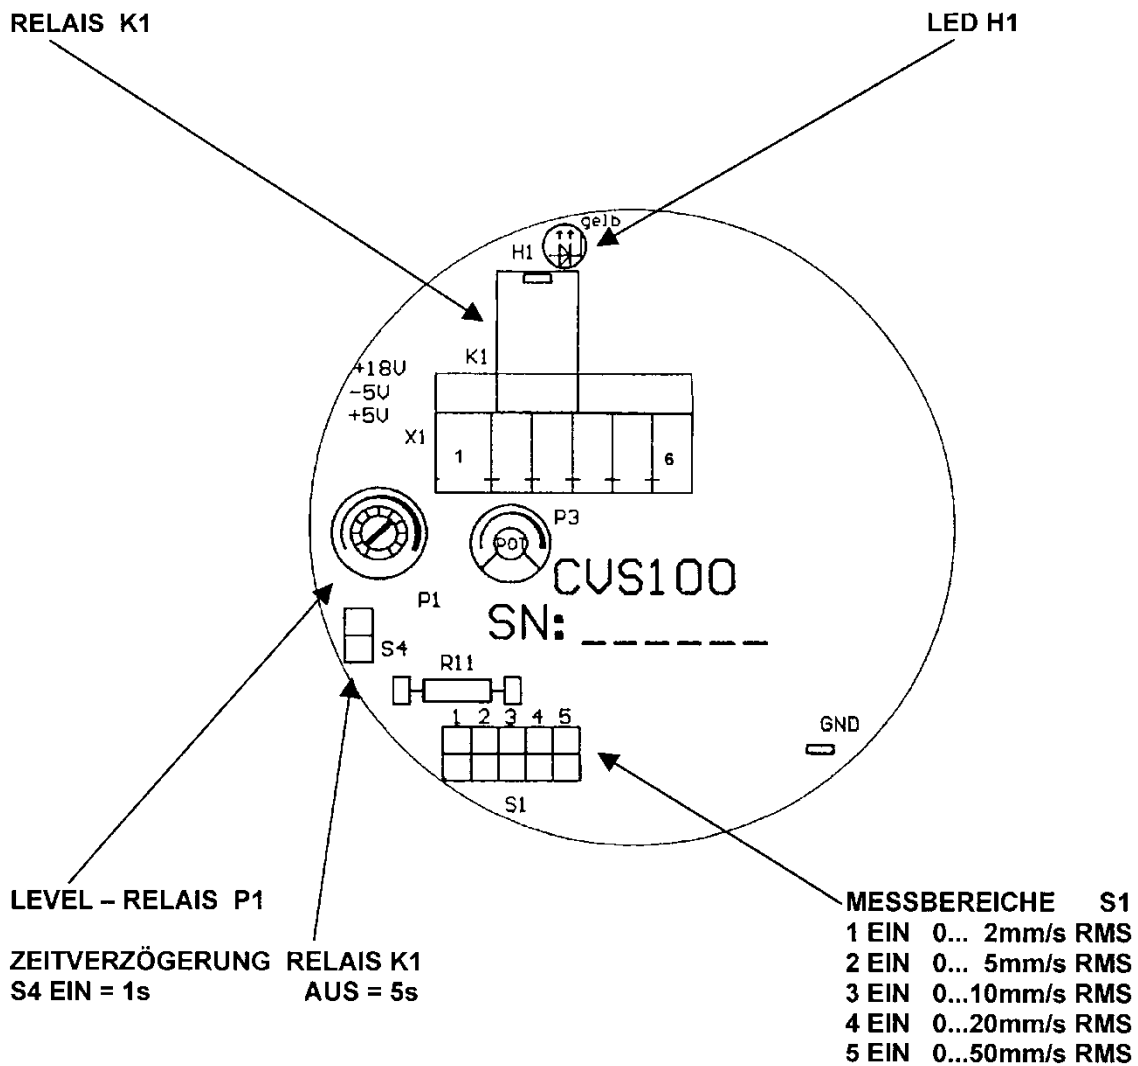 RELAIS K1
LED H1
gelb
H1
K1
+18V
-5V
+5V
X1
1
6
P3
POT
CVS100
P1
SN: _ _ _ _ _ _
S4
R11
1 2 3 4 5
GND
S1
LEVEL – RELAIS P1
ZEITVERZÖGERUNG RELAIS K1
S4 EIN = 1s AUS = 5s
MESSBEREICHE S1
1 EIN 0... 2mm/s RMS
2 EIN 0... 5mm/s RMS
3 EIN 0...10mm/s RMS
4 EIN 0...20mm/s RMS
5 EIN 0...50mm/s RMS